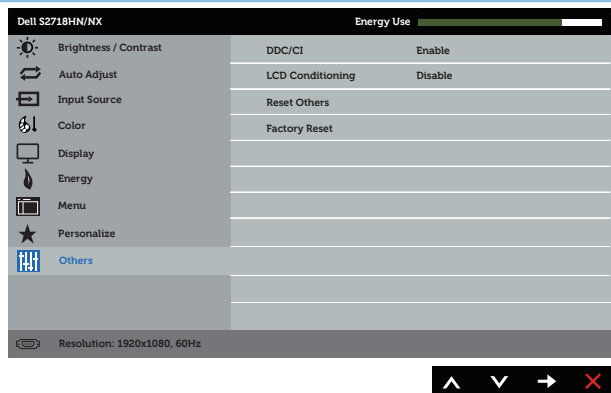 Dell S2718HN/NX Energy Use
Brightness / Contrast DDC/CI Enable
Auto Adjust LCD Conditioning Disable
Input Source Reset Others
Color Factory Reset
Display
Energy
Menu
Personalize
Others
Resolution: 1920x1080, 60Hz